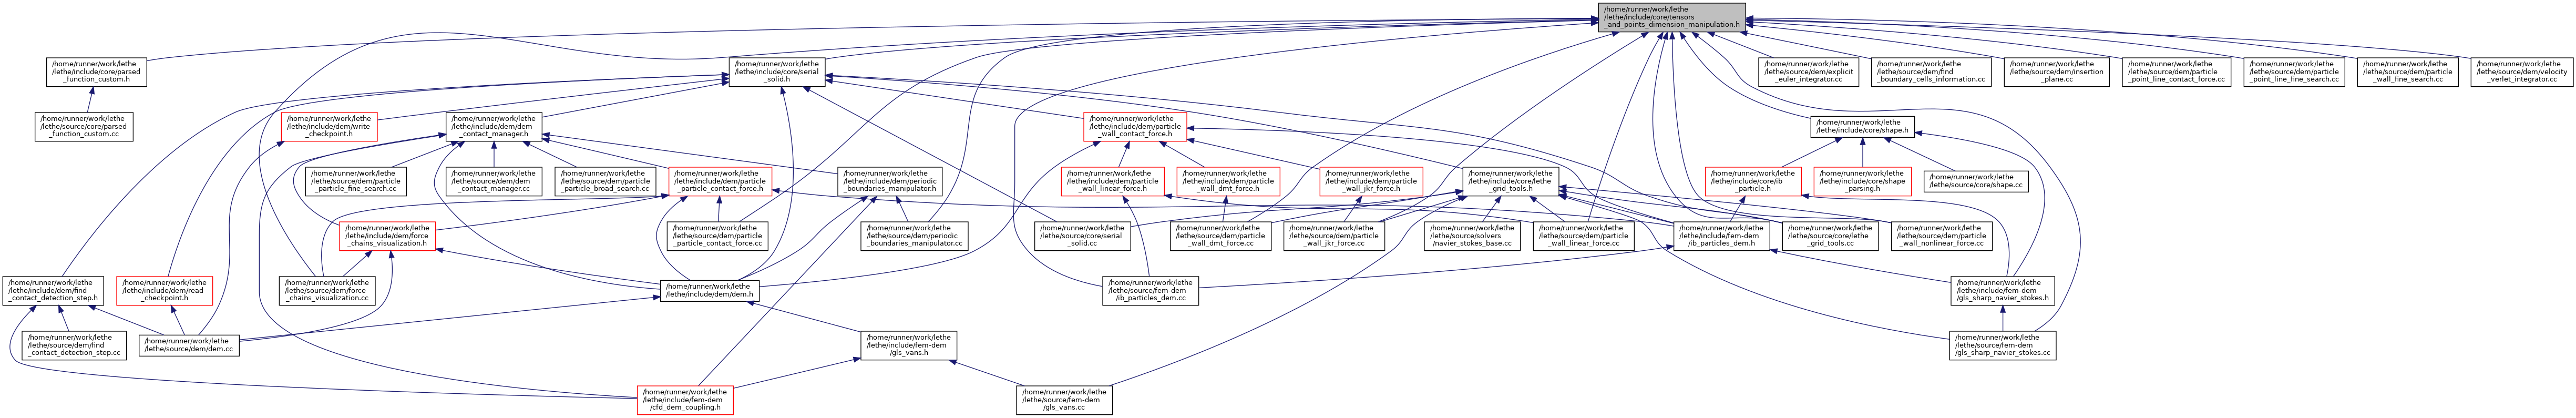 /home/runner/work/lethe
/lethe/include/core/tensors
_and_points_dimension_manipulation.h
/home/runner/work/lethe
/lethe/include/core/parsed
_function_custom.h
/home/runner/work/lethe
/lethe/include/core/serial
_solid.h
/home/runner/work/lethe
/lethe/source/dem/explicit
_euler_integrator.cc
/home/runner/work/lethe
/lethe/source/dem/find
_boundary_cells_information.cc
/home/runner/work/lethe
/lethe/source/dem/insertion
_plane.cc
/home/runner/work/lethe
/lethe/source/dem/particle
_point_line_contact_force.cc
/home/runner/work/lethe
/lethe/source/dem/particle
_point_line_fine_search.cc
/home/runner/work/lethe
/lethe/source/dem/particle
_wall_fine_search.cc
/home/runner/work/lethe
/lethe/source/dem/velocity
_verlet_integrator.cc
/home/runner/work/lethe
/lethe/source/core/parsed
_function_custom.cc
/home/runner/work/lethe
/lethe/include/dem/write
_checkpoint.h
/home/runner/work/lethe
/lethe/include/dem/dem
_contact_manager.h
/home/runner/work/lethe
/lethe/include/dem/particle
_wall_contact_force.h
/home/runner/work/lethe
/lethe/include/core/shape.h
/home/runner/work/lethe
/lethe/source/dem/particle
_particle_fine_search.cc
/home/runner/work/lethe
/lethe/source/dem/dem
_contact_manager.cc
/home/runner/work/lethe
/lethe/source/dem/particle
_particle_broad_search.cc
/home/runner/work/lethe
/lethe/include/dem/particle
_particle_contact_force.h
/home/runner/work/lethe
/lethe/include/dem/periodic
_boundaries_manipulator.h
/home/runner/work/lethe
/lethe/include/dem/particle
_wall_linear_force.h
/home/runner/work/lethe
/lethe/include/dem/particle
_wall_dmt_force.h
/home/runner/work/lethe
/lethe/include/dem/particle
_wall_jkr_force.h
/home/runner/work/lethe
/lethe/include/core/lethe
_grid_tools.h
/home/runner/work/lethe
/lethe/include/core/ib
_particle.h
/home/runner/work/lethe
/lethe/include/core/shape
_parsing.h
/home/runner/work/lethe
/lethe/source/core/shape.cc
/home/runner/work/lethe
/lethe/include/dem/force
_chains_visualization.h
/home/runner/work/lethe
/lethe/source/dem/particle
_particle_contact_force.cc
/home/runner/work/lethe
/lethe/source/dem/periodic
_boundaries_manipulator.cc
/home/runner/work/lethe
/lethe/source/core/serial
_solid.cc
/home/runner/work/lethe
/lethe/source/dem/particle
_wall_dmt_force.cc
/home/runner/work/lethe
/lethe/source/dem/particle
_wall_jkr_force.cc
/home/runner/work/lethe
/lethe/source/solvers
/navier_stokes_base.cc
/home/runner/work/lethe
/lethe/source/dem/particle
_wall_linear_force.cc
/home/runner/work/lethe
/lethe/include/fem-dem
/ib_particles_dem.h
/home/runner/work/lethe
/lethe/source/core/lethe
_grid_tools.cc
/home/runner/work/lethe
/lethe/source/dem/particle
_wall_nonlinear_force.cc
/home/runner/work/lethe
/lethe/include/dem/find
_contact_detection_step.h
/home/runner/work/lethe
/lethe/include/dem/read
_checkpoint.h
/home/runner/work/lethe
/lethe/source/dem/force
_chains_visualization.cc
/home/runner/work/lethe
/lethe/include/dem/dem.h
/home/runner/work/lethe
/lethe/source/fem-dem
/ib_particles_dem.cc
/home/runner/work/lethe
/lethe/include/fem-dem
/gls_sharp_navier_stokes.h
/home/runner/work/lethe
/lethe/source/dem/find
_contact_detection_step.cc
/home/runner/work/lethe
/lethe/source/dem/dem.cc
/home/runner/work/lethe
/lethe/include/fem-dem
/gls_vans.h
/home/runner/work/lethe
/lethe/source/fem-dem
/gls_sharp_navier_stokes.cc
/home/runner/work/lethe
/lethe/include/fem-dem
/cfd_dem_coupling.h
/home/runner/work/lethe
/lethe/source/fem-dem
/gls_vans.cc